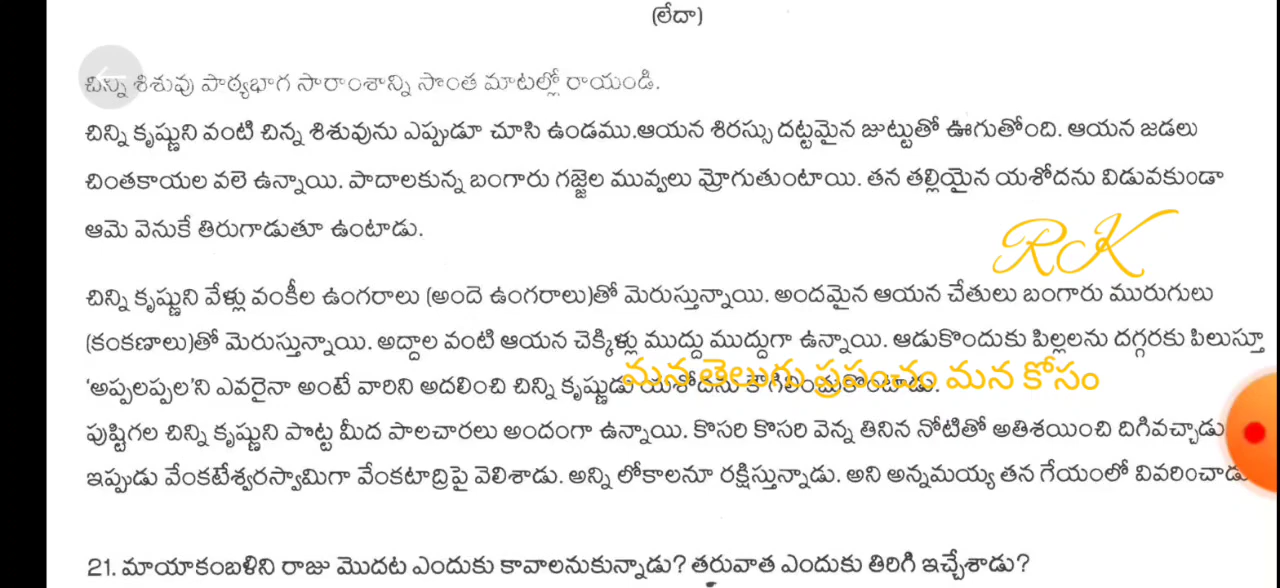 (లేదా)
చిన్ని శిశువు పాఠ్యభాగ సారాంశాన్ని సొంత మాటల్లో రాయండి.
చిన్ని కృష్ణుని వంటి చిన్న శిశువును ఎప్పుడూ చూసి ఉండము.ఆయన శిరస్సు దట్టమైన జుట్టుతో ఊగుతోంది. ఆయన జడలు
చింతకాయల వలె ఉన్నాయి. పాదాలకున్న బంగారు గజ్జెల మువ్వలు మ్రోగుతుంటాయి. తన తల్లియైన యశోదను విడువకుండా
ఆమె వెనుకే తిరుగాడుతూ ఉంటాడు.
RK
చిన్ని కృష్ణుని వేళ్లు వంకీల ఉంగరాలు (అందె ఉంగరాలు)తో మెరుస్తున్నాయి. అందమైన ఆయన చేతులు బంగారు మురుగులు
(కంకణాలు)తో మెరుస్తున్నాయి. అద్దాల వంటి ఆయన చెక్కిళ్లు ముద్దు ముద్దుగా ఉన్నాయి. ఆడుకొందుకు పిల్లలను దగ్గరకు పిలుస్తూ
'అప్పలప్పల'ని ఎవరైనా అంటే వారిని అదలించి చిన్ని కృష్ణుడు యశోదను కౌగిలించుకొంటాడు.
మన తెలుగు ప్రపంచం మన కోసం
పుష్టిగల చిన్ని కృష్ణుని పొట్ట మీద పాలచారలు అందంగా ఉన్నాయి. కొసరి కొసరి వెన్న తినిన నోటితో అతిశయించి దిగివచ్చాడు
ఇప్పుడు వేంకటేశ్వరస్వామిగా వేంకటాద్రిపై వెలిశాడు. అన్ని లోకాలనూ రక్షిస్తున్నాడు. అని అన్నమయ్య తన గేయంలో వివరించాడు
21. మాయాకంబళిని రాజు మొదట ఎందుకు కావాలనుకున్నాడు? తరువాత ఎందుకు తిరిగి ఇచ్చేశాడు?